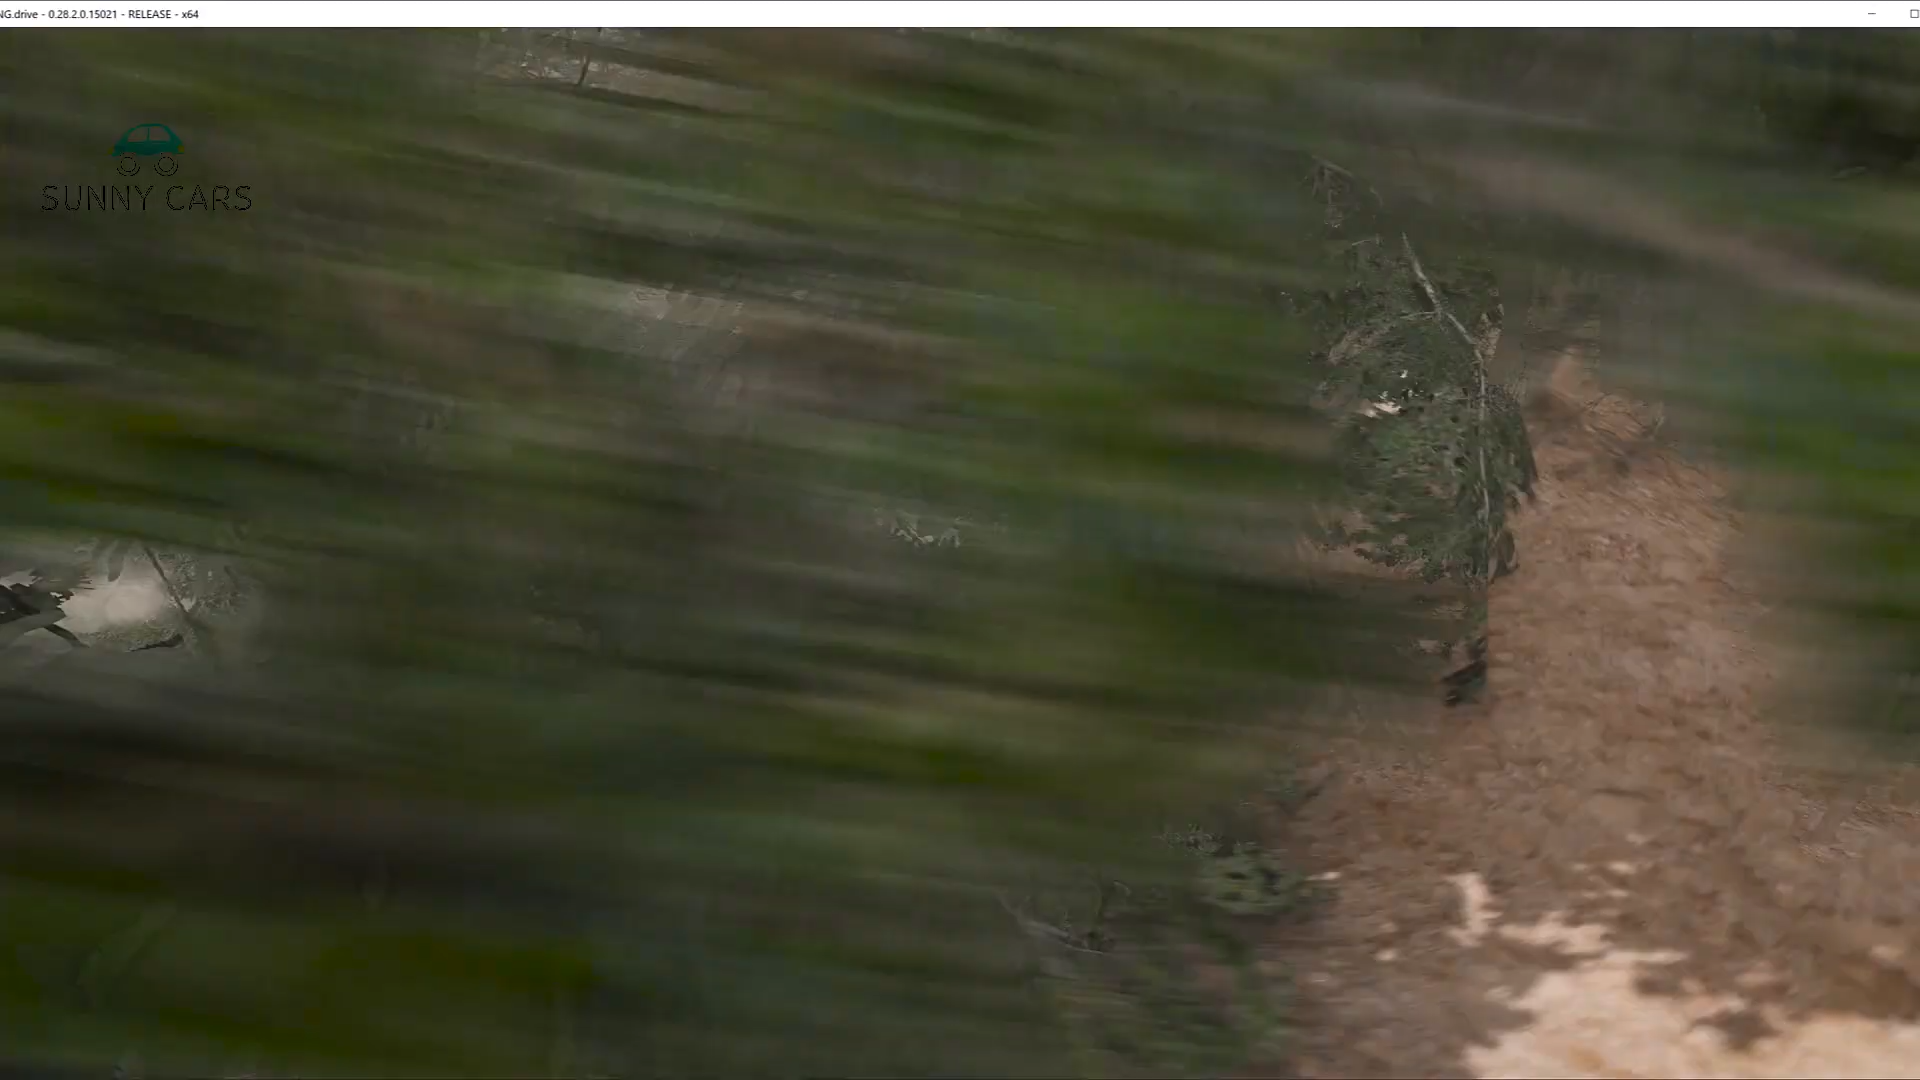 NG.drive - 0.28.2.0.15021 - RELEASE - x64
SUNNY CARS